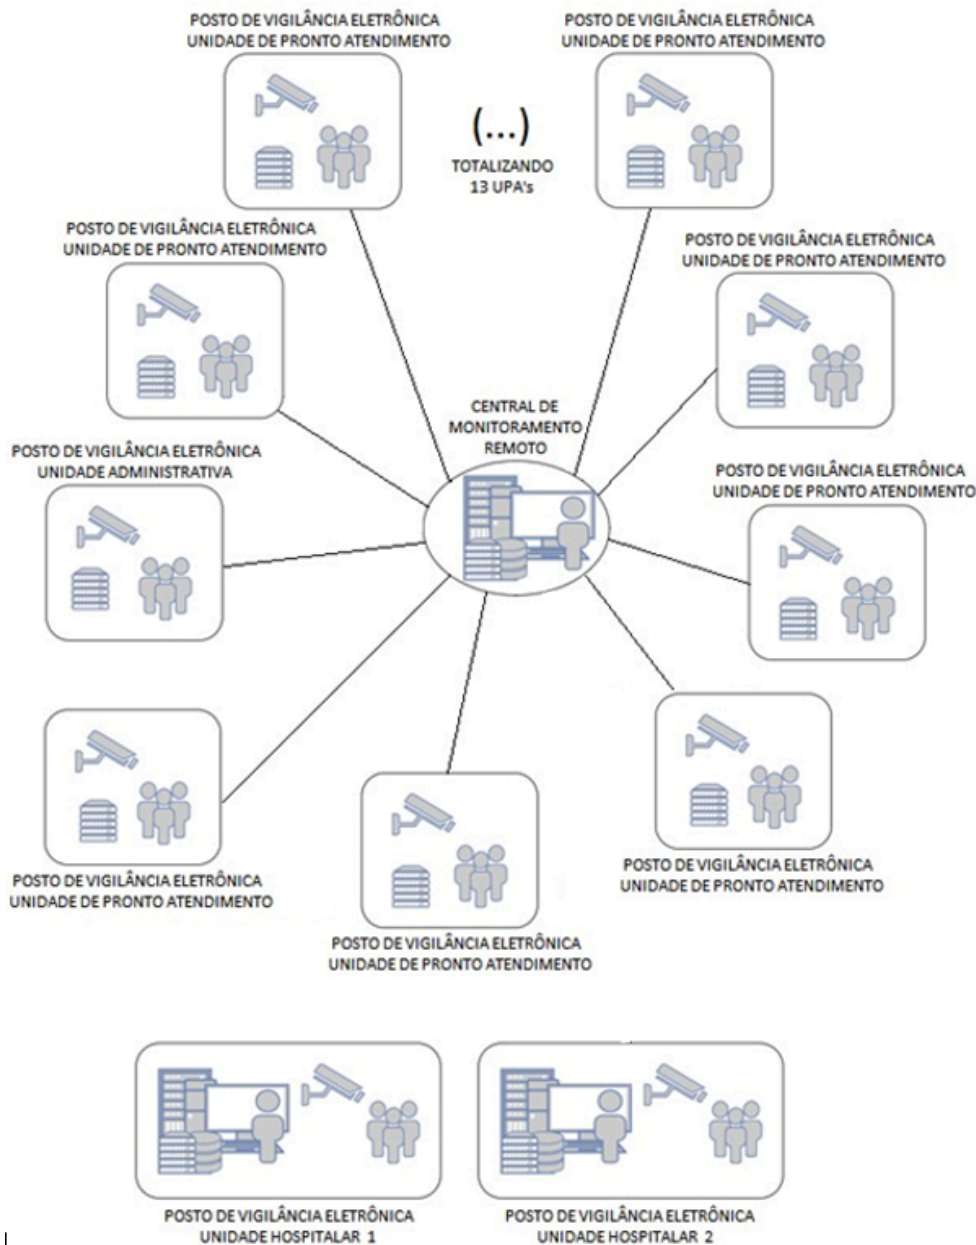 POSTO DE VIGILÂNCIA ELETRÔNICA
UNIDADE DE PRONTO ATENDIMENTO
POSTO DE VIGILÂNCIA ELETRÔNICA
UNIDADE DE PRONTO ATENDIMENTO
(...)
TOTALIZANDO
13 UPA's
POSTO DE VIGILÂNCIA ELETRÔNICA
UNIDADE DE PRONTO ATENDIMENTO
POSTO DE VIGILÂNCIA ELETRÔNICA
UNIDADE DE PRONTO ATENDIMENTO
CENTRAL DE
MONITORAMENTO
REMOTO
POSTO DE VIGILÂNCIA ELETRÔNICA
UNIDADE ADMINISTRATIVA
POSTO DE VIGILÂNCIA ELETRÔNICA
UNIDADE DE PRONTO ATENDIMENTO
POSTO DE VIGILÂNCIA ELETRÔNICA
UNIDADE DE PRONTO ATENDIMENTO
POSTO DE VIGILÂNCIA ELETRÔNICA
UNIDADE DE PRONTO ATENDIMENTO
POSTO DE VIGILÂNCIA ELETRÔNICA
UNIDADE DE PRONTO ATENDIMENTO
POSTO DE VIGILÂNCIA ELETRÔNICA
UNIDADE HOSPITALAR 1
POSTO DE VIGILÂNCIA ELETRÔNICA
UNIDADE HOSPITALAR 2